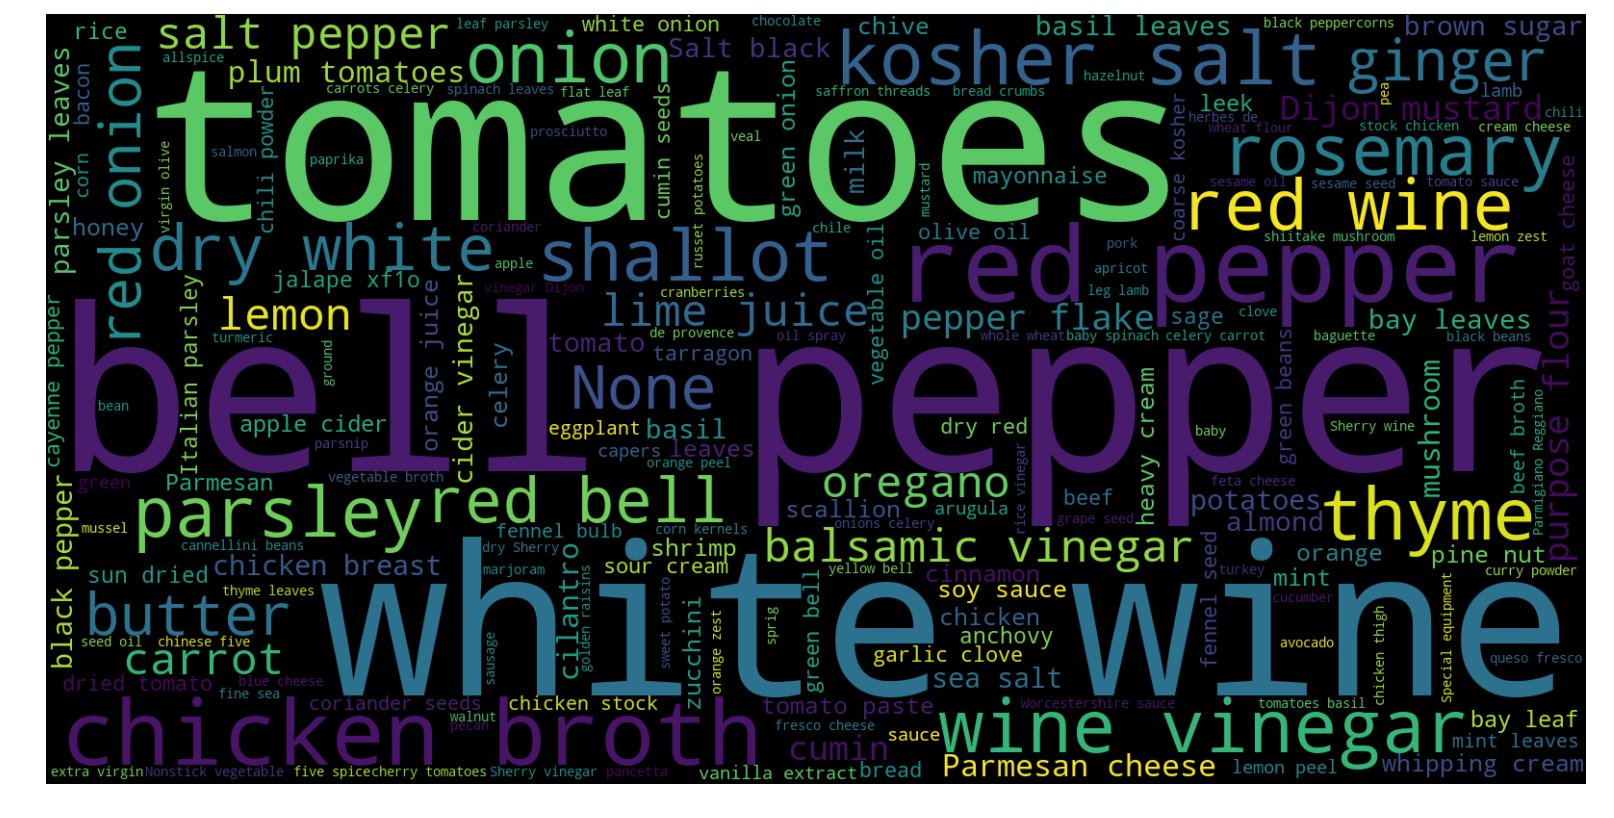 rice
salt pepper
leaf parsley
onion
white onion
chocolate
chive
basil leaves
black peppercorns
brown sugar
allspice
plum tomatoes
Salt black
kosher salt
ginger
hazelnut
lamb
parsley leaves
bacon
red onion
carrots celery
spinach leaves
flat leaf
cumin seeds
green onion
saffron threads
bread crumbs
leek
pea
Dijon mustard
chili
herbes de
wheat flour
stock chicken
cream cheese
tomatoes
corn
virgin olive
salmon
chili powder
paprika
prosciutto
veal
milk
mayonnaise
mustard
coarse kosher
rosemary
sesame oil
sesame seed
tomato sauce
goat cheese
honey
dry white
coriander
shallot
russet potatoes
chile
vegetable oil
olive oil
red pepper
pork
red wine
shiitake mushroom
lemon zest
apple
apricot
jalape xf1o
vinegar Dijon
cranberries
leg lamb
cayenne pepper
Italian parsley
lemon
orange juice
cider vinegar
lime juice
pepper flake
sage
clove
bay leaves
turmeric
ground
de provence
oil spray
whole wheat
baby spinach
celery carrot
green beans
baguette
black beans
purpose flour
bell pepper
celery
tomato
tarragon
None
bean
apple cider
parsnip
eggplant
basil
capers
leaves
dry red
baby
heavy cream
Sherry wine
mushroom
beef broth
Parmigiano Reggiano
orange peel
green
Parmesan
vegetable broth
oregano
rice vinegar
feta cheese
black pepper
mussel
parsley
red bell
scallion
beef
arugula
grape seed
potatoes
almond
thyme
cannellini beans
fennel bulb
corn kernels
onions celery
dry Sherry
shrimp
balsamic vinegar
fennel seed
orange
pine nut
sun dried
chicken breast
marjoram
cilantro
sour cream
yellow bell
cinnamon
turkey
mint
curry powder
thyme leaves
soy sauce
cucumber
butter
white wine
golden raisins
sweet potato
zucchini
orange zest
sprig
green bell
chicken
anchovy
avocado
chicken thigh
Special equipment
seed oil
chinese five
carrot
sausage
garlic clove
queso fresco
dried tomato
blue cheese
fine sea
sea salt
coriander seeds
chicken stock
tomato paste
Worcestershire sauce
tomatoes basil
chicken broth
walnut
pecan
fresco cheese
sauce
wine vinegar
bay leaf
mint leaves
cumin
extra virgin
Nonstick vegetable
five spice
cherry tomatoes
Sherry vinegar
pancetta
vanilla extract
bread
Parmesan cheese
lemon peel
whipping cream